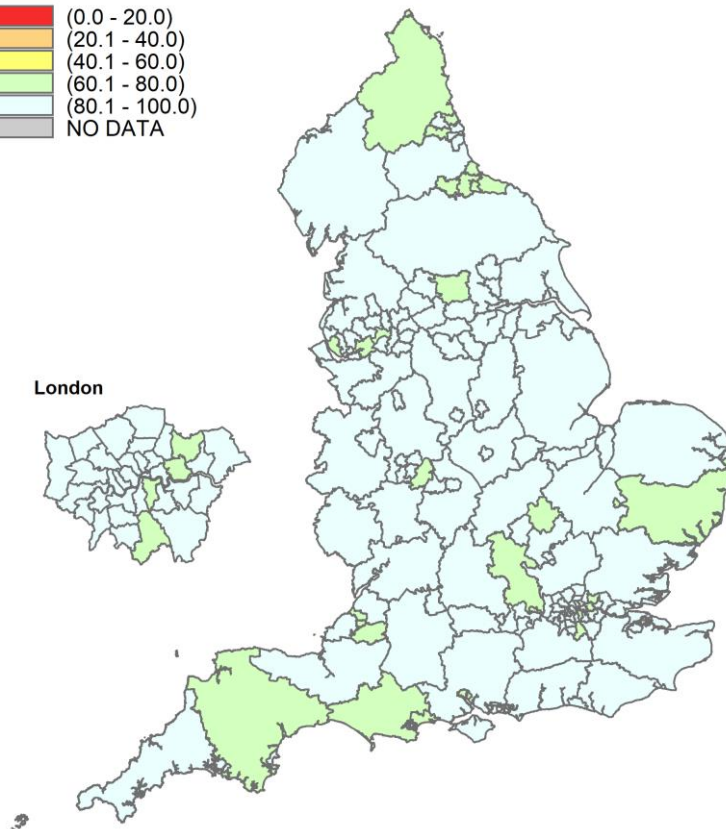 (0.0 - 20.0)
(20.1 - 40.0)
(40.1 - 60.0)
(60.1 - 80.0)
(80.1 - 100.0)
NO DATA
London